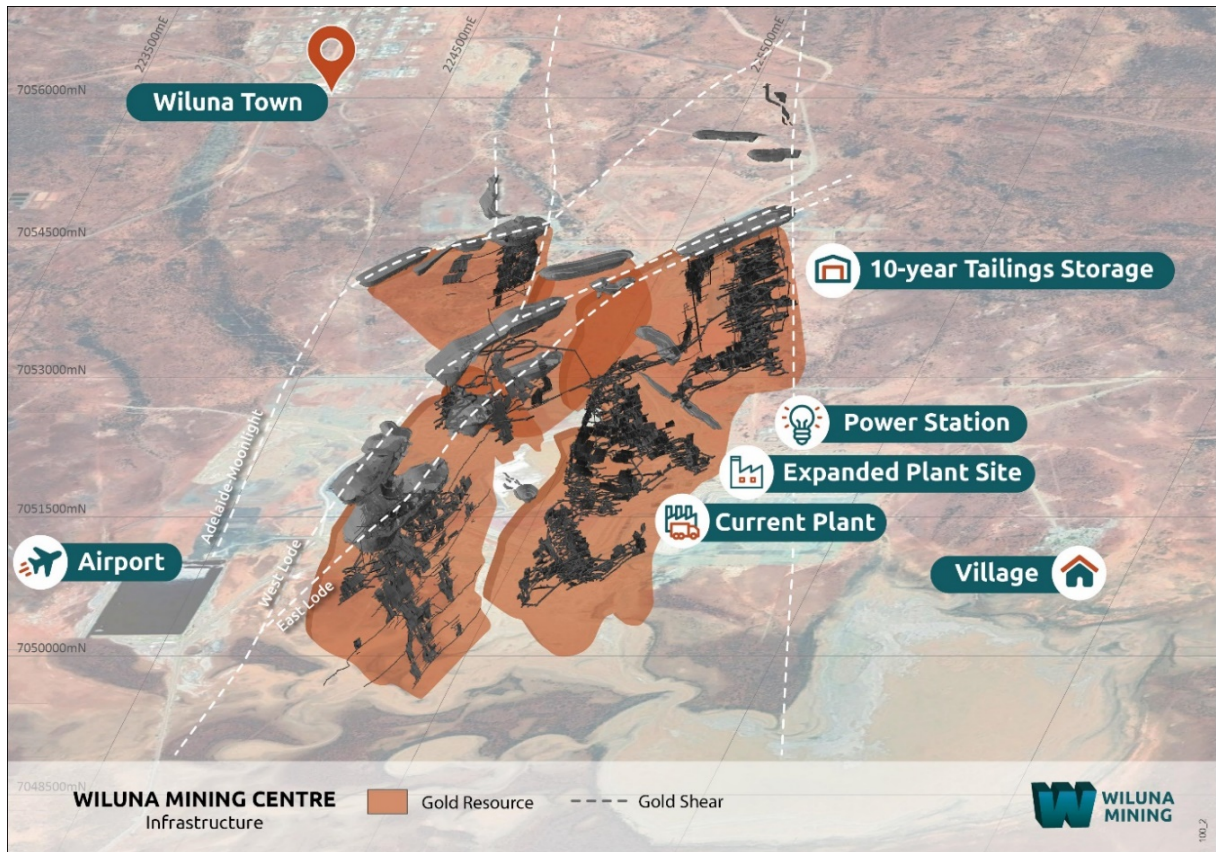 223500mE
224500mE
225500mE
7056000mN
Wiluna Town
7054500mN
10-year Tailings Storage
7053000mN
Power Station
Expanded Plant Site
Adelaide-Moonlight
7051500mN
Current Plant
Airport
West Lode
East Lode
Village
7050000mN
7048500mN
WILUNA MINING CENTRE
Infrastructure
Gold Resource
Gold Shear
WILUNA
MINING
100_2